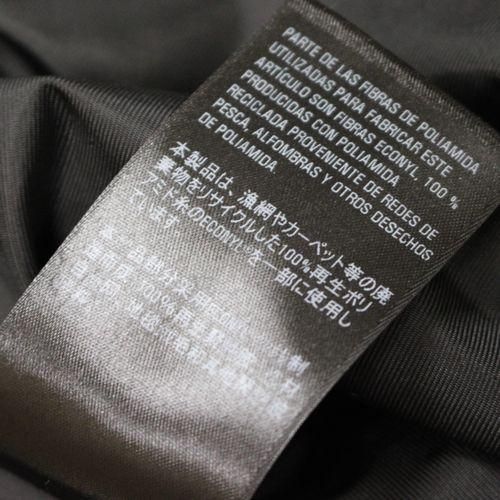 PARTE DE LAS FIBRAS DE POLIAMIDA
UTILIZADAS PARA FABRICAR ESTE
ARTÍCULO SON FIBRAS ECONYL, 100 %
PRODUCIDAS CON POLIAMIDA
RECICLADA PROVENIENTE DE REDES DE
PESCA, ALFOMBRAS Y OTROS DESECHOS
DE POLIAMIDA.
本製品は、漁網やカーペット等の廃
棄物をリサイクルした100%再生ポリ
アミド糸のECONYL®を一部に使用し
ています
100%